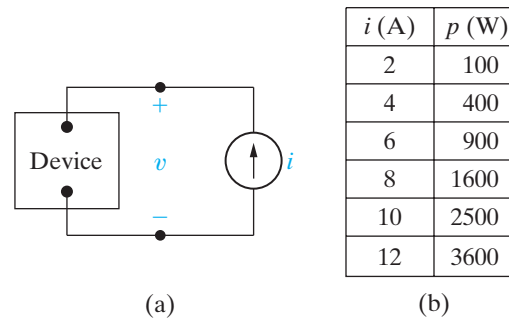 +
Device
v
i
−
(a)
i (A) p (W)
2 100
4 400
6 900
8 1600
10 2500
12 3600
(b)